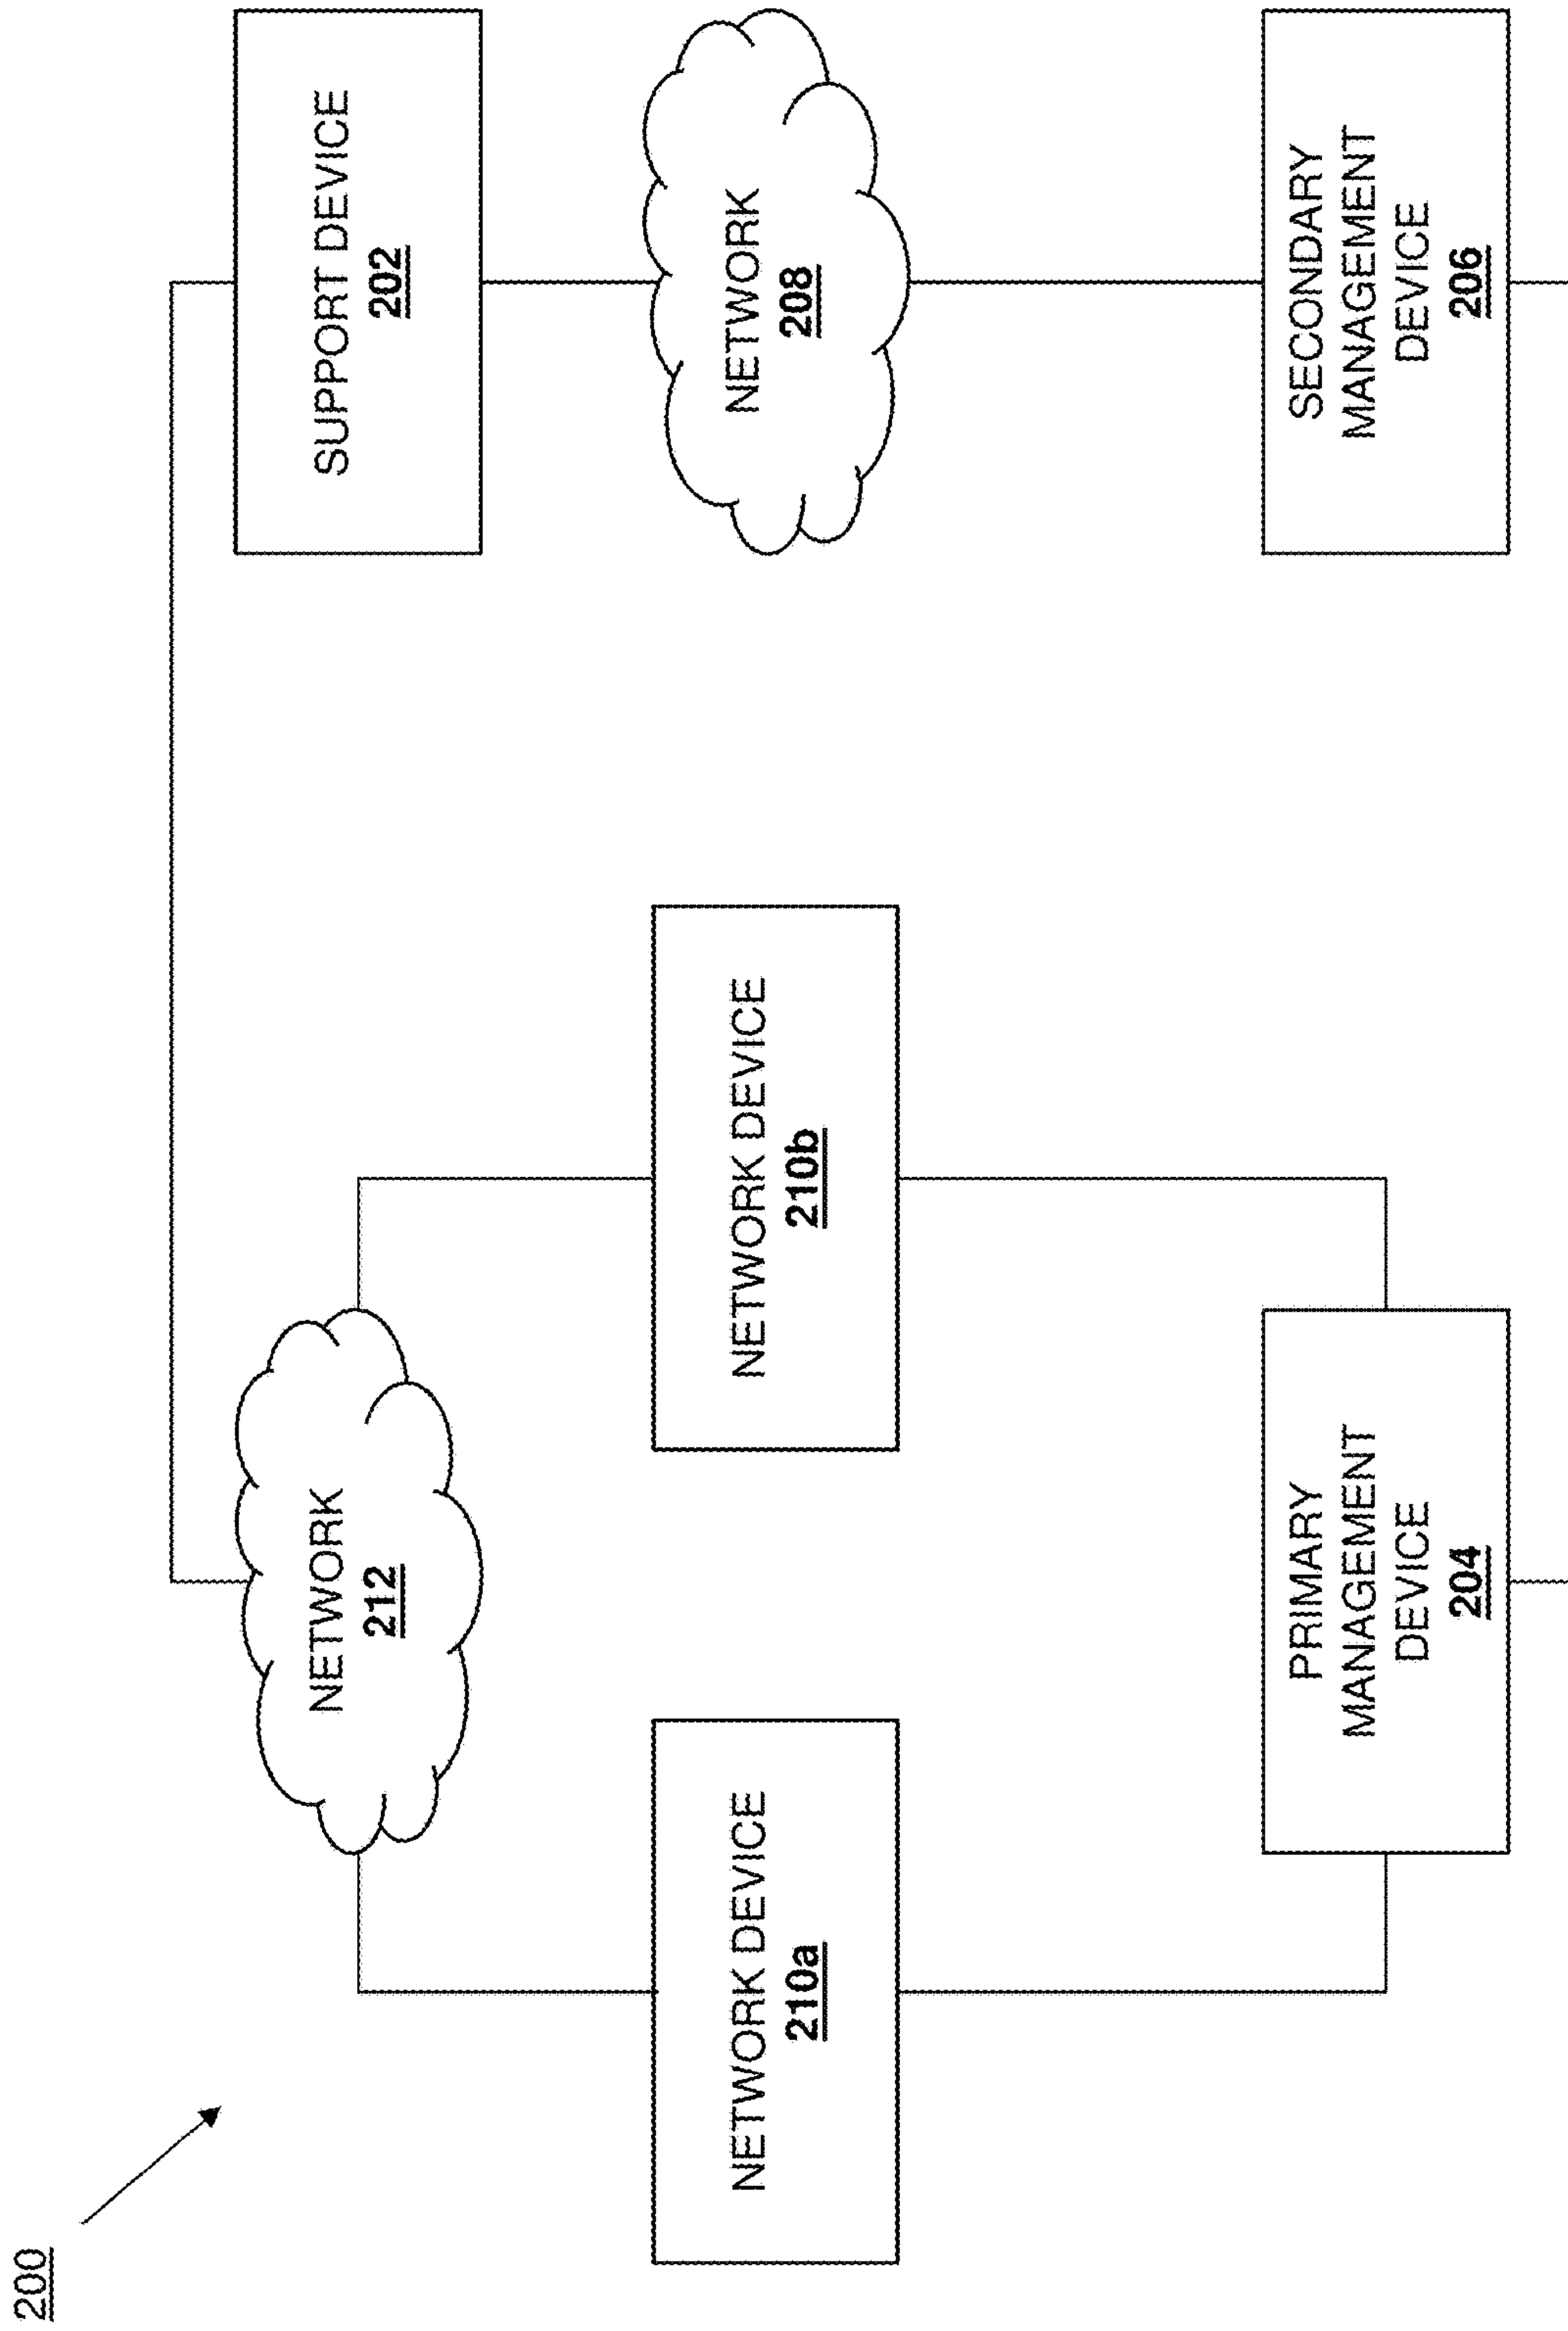 200
NETWORK
212
SUPPORT DEVICE
202
NETWORK DEVICE
210a
NETWORK DEVICE
210b
NETWORK
208
PRIMARY
MANAGEMENT
DEVICE
204
SECONDARY
MANAGEMENT
DEVICE
206